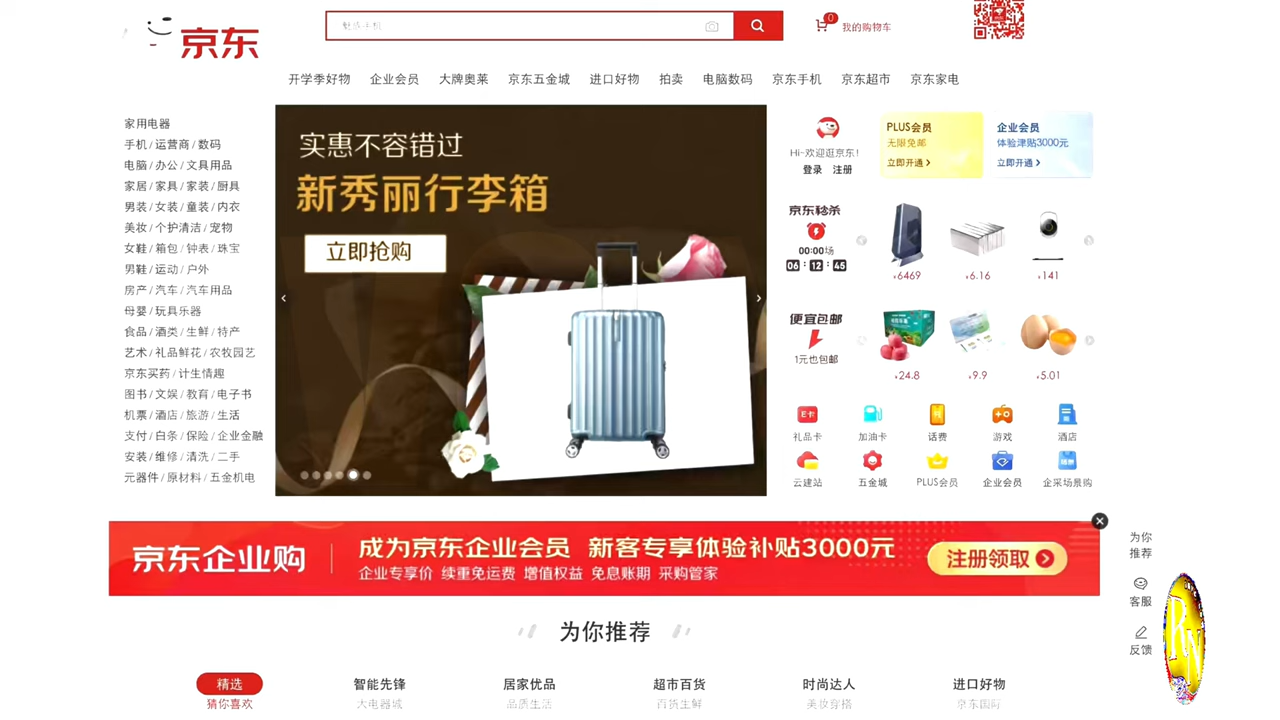 京东
魅族手机
0
我的购物车
开学季好物 企业会员 大牌奥莱 京东五金城 进口好物 拍卖 电脑数码 京东手机 京东超市 京东家电
家用电器
手机 / 运营商 / 数码
电脑 / 办公 / 文具用品
家居 / 家具 / 家装 / 厨具
男装 / 女装 / 童装 / 内衣
美妆 / 个护清洁 / 宠物
女鞋 / 箱包 / 钟表 / 珠宝
男鞋 / 运动 / 户外
房产 / 汽车 / 汽车用品
母婴 / 玩具乐器
食品 / 酒类 / 生鲜 / 特产
艺术 / 礼品鲜花 / 农牧园艺
京东买药 / 计生情趣
图书 / 文娱 / 教育 / 电子书
机票 / 酒店 / 旅游 / 生活
支付 / 白条 / 保险 / 企业金融
安装 / 维修 / 清洗 / 二手
元器件 / 原材料 / 五金机电
实惠不容错过
新秀丽行李箱
立即抢购
Hi~欢迎逛京东!
登录 注册
PLUS会员
无限免邮
立即开通 >
企业会员
体验津贴3000元
立即开通 >
京东秒杀
00:00场
06 : 12 : 45
¥6469
¥6.16
¥141
便宜包邮
1元也包邮
¥24.8
¥9.9
¥5.01
E卡
礼品卡 加油卡 话费 游戏 酒店
云建站 五金城 PLUS会员 企业会员 企采场景购
京东企业购
成为京东企业会员 新客专享体验补贴3000元
企业专享价 续重免运费 增值权益 免息账期 采购管家
注册领取
为你
推荐
客服
反馈
RN
为你推荐
精选 智能先锋 居家优品 超市百货 时尚达人 进口好物
猜你喜欢 大电器城 品质生活 百货生鲜 美妆穿搭 京东国际